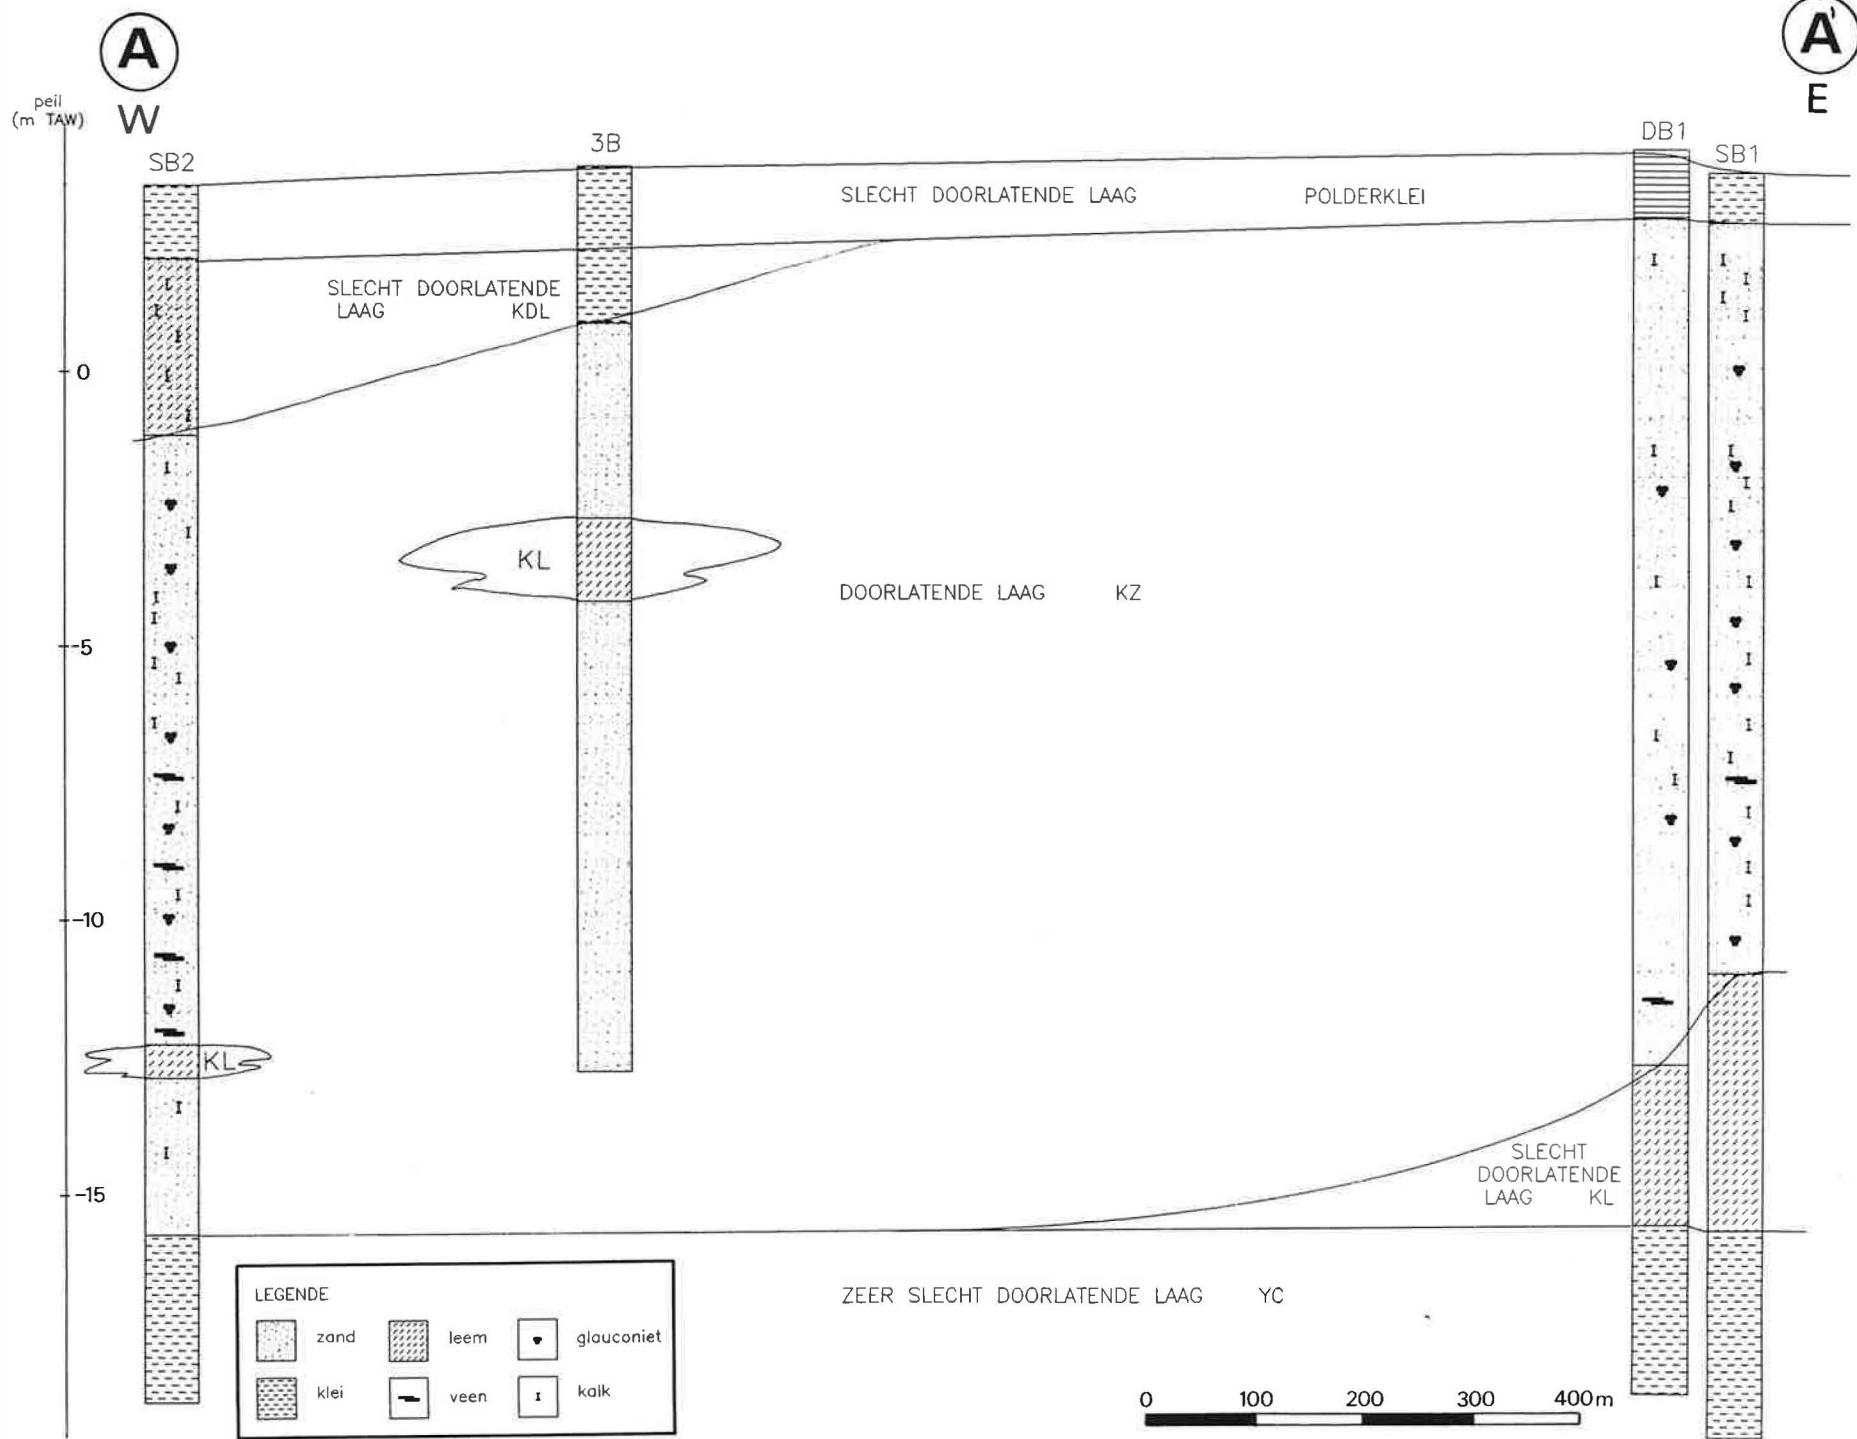 A
A'
W
E
peil
(m TAW)
SB2
3B
DB1
SB1
SLECHT DOORLATENDE LAAG POLDERKLEI
SLECHT DOORLATENDE
LAAG KDL
0
KL
DOORLATENDE LAAG KZ
-5
-10
KL
SLECHT
DOORLATENDE
LAAG KL
-15
ZEER SLECHT DOORLATENDE LAAG YC
LEGENDE
zand
leem
glauconiet
klei
veen
kalk
0 100 200 300 400m